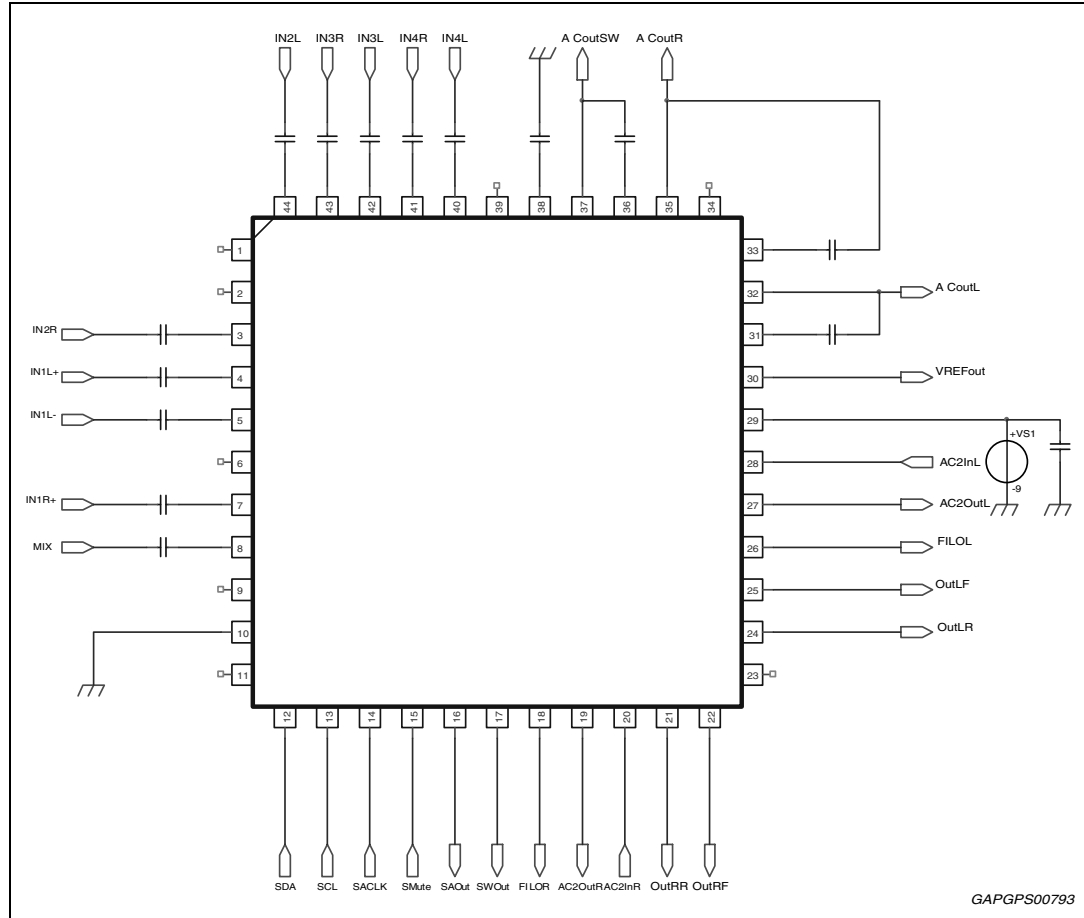 IN2L IN3R IN3L IN4R IN4L A CoutSW A CoutR
44 43 42 41 40 39 38 37 36 35 34
1 33
2 32 A CoutL
IN2R 3 31
IN1L+ 4 30 VREFout
IN1L- 5 29
+VS1
6 28 AC2InL
-9
IN1R+ 7 27 AC2OutL
MIX 8 26 FILOL
9 25 OutLF
10 24 OutLR
11 23
12 13 14 15 16 17 18 19 20 21 22
SDA SCL SACLK SMute SAOut SWOut FILOR AC2OutR AC2InR OutRR OutRF
GAPGPS00793